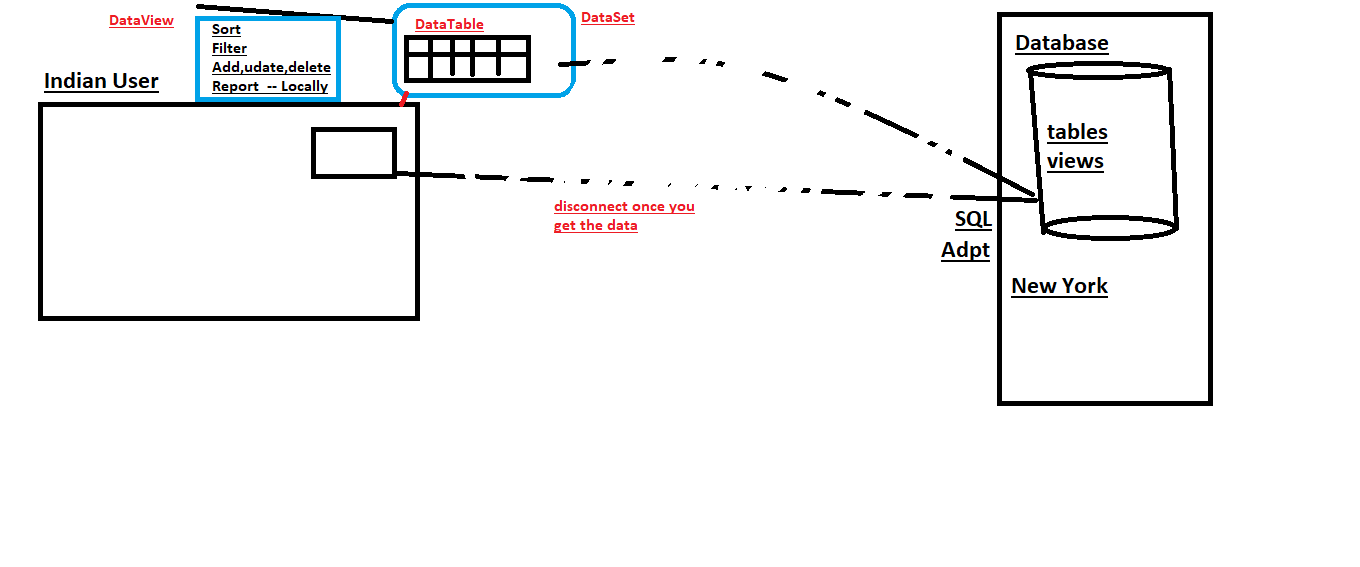 DataView
Sort
Filter
Add,udate,delete
Report -- Locally
DataTable
DataSet
Indian User
disconnect once you
get the data
Database
tables
views
SQL
Adpt
New York